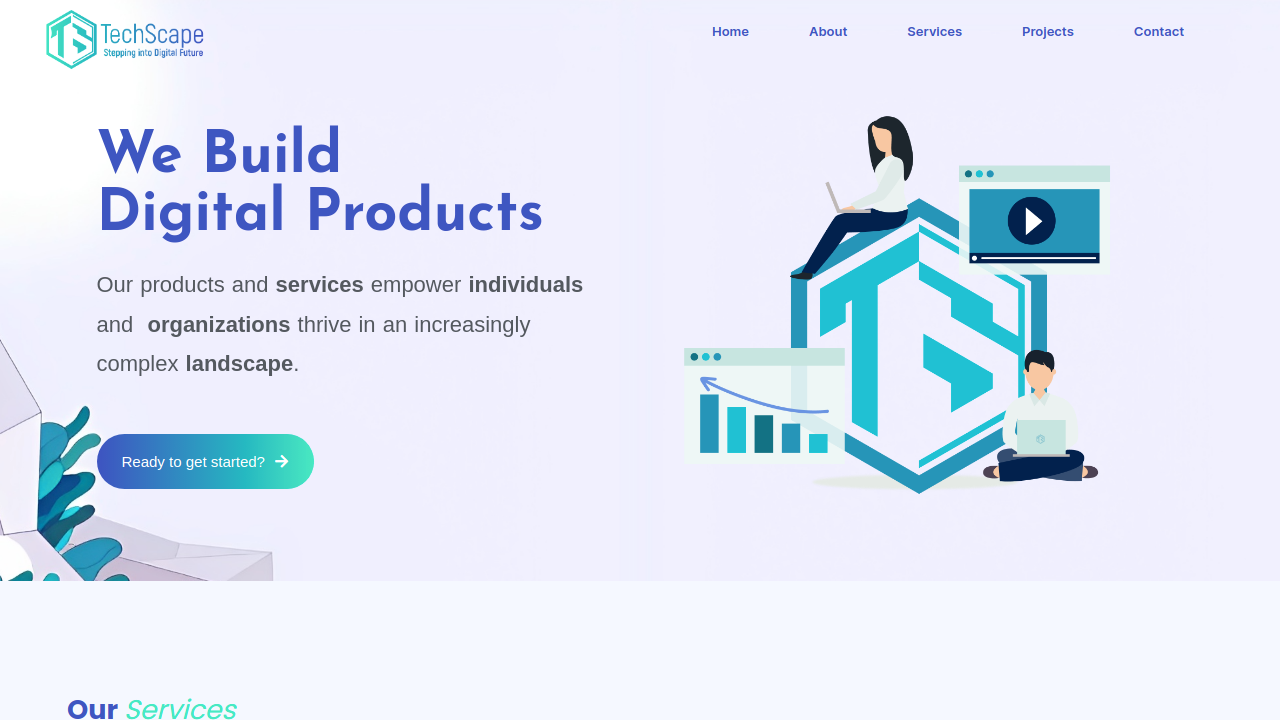 TechScape
Stepping into Digital Future
Home About Services Projects Contact
We Build
Digital Products
Our products and services empower individuals
and organizations thrive in an increasingly
complex landscape.
Ready to get started?
Our Services